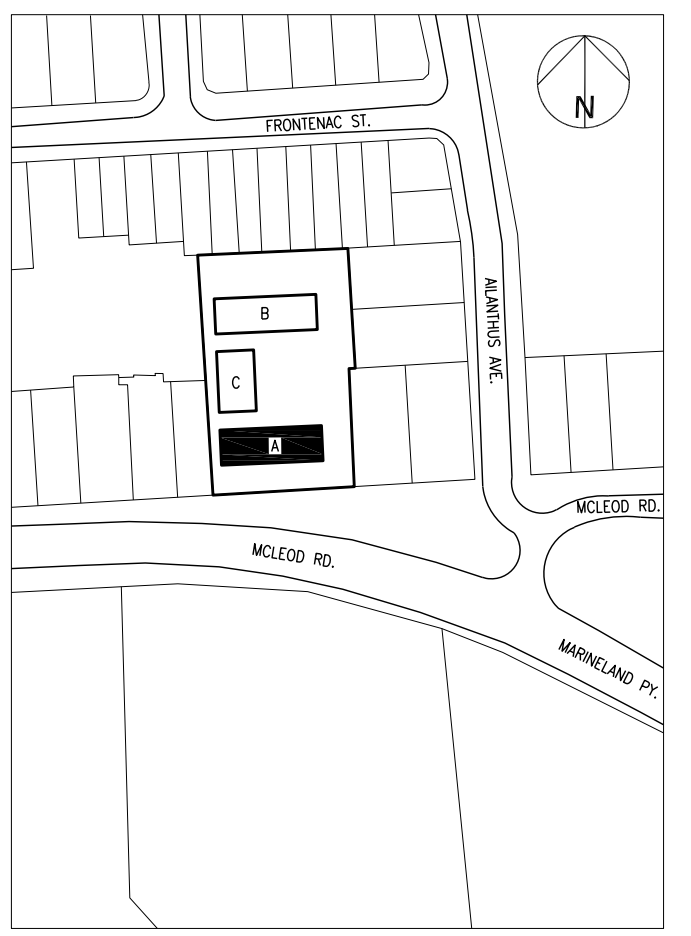 N
FRONTENAC ST.
AILANTHUS AVE.
B
C
A
MCLEOD RD.
MCLEOD RD.
MARINELAND PY.